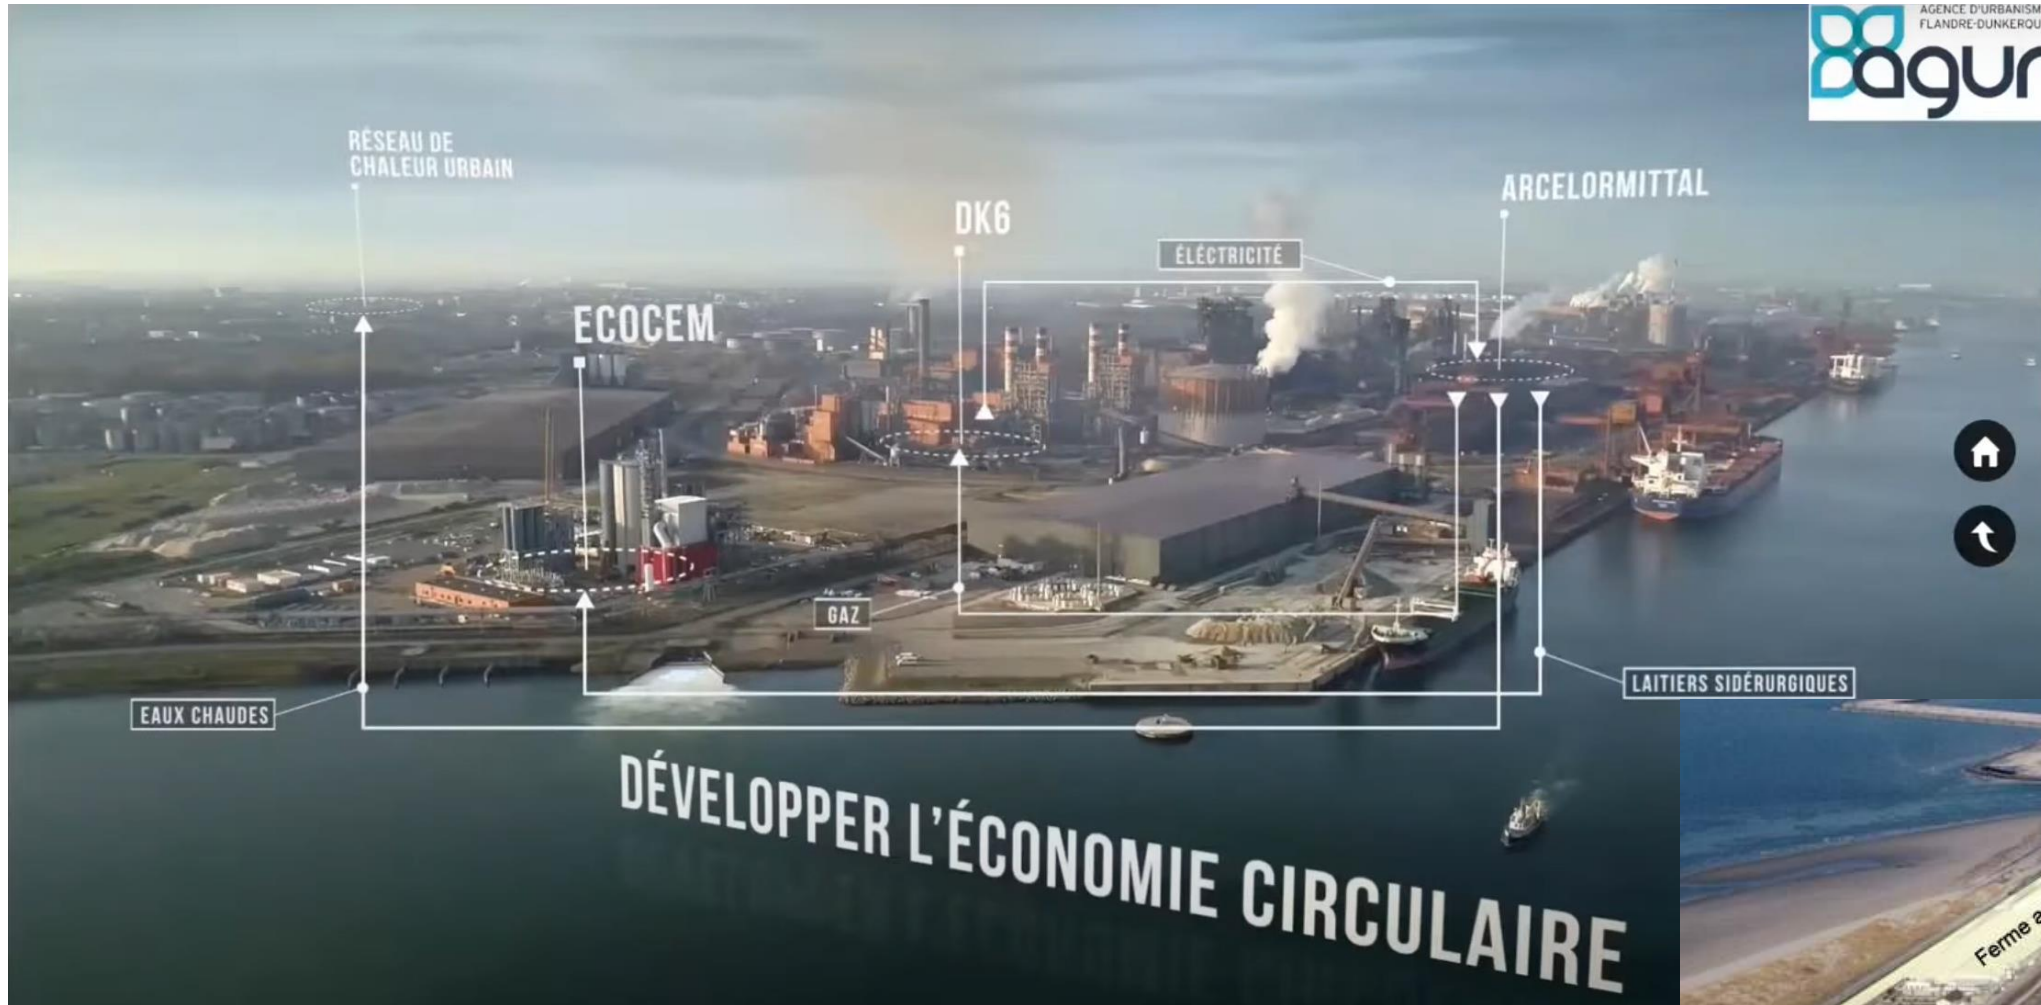 AGENCE D'URBANISM
FLANDRE-DUNKERQU
agur
RÉSEAU DE
CHALEUR URBAIN
DK6
ARCELORMITTAL
ÉLÉCTRICITÉ
ECOCEM
GAZ
LAITIERS SIDÉRURGIQUES
EAUX CHAUDES
DÉVELOPPER L'ÉCONOMIE CIRCULAIRE
Ferme a